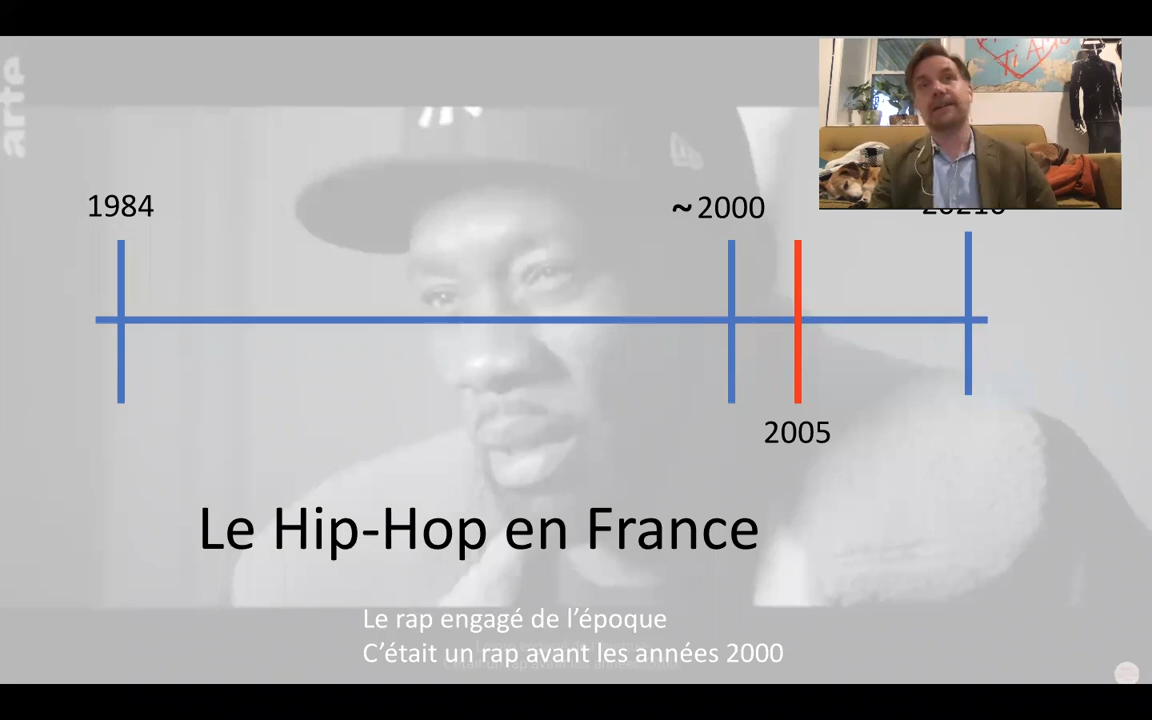 arte
1984
~2000
2005
Le Hip-Hop en France
Le rap engagé de l’époque
C’était un rap avant les années 2000